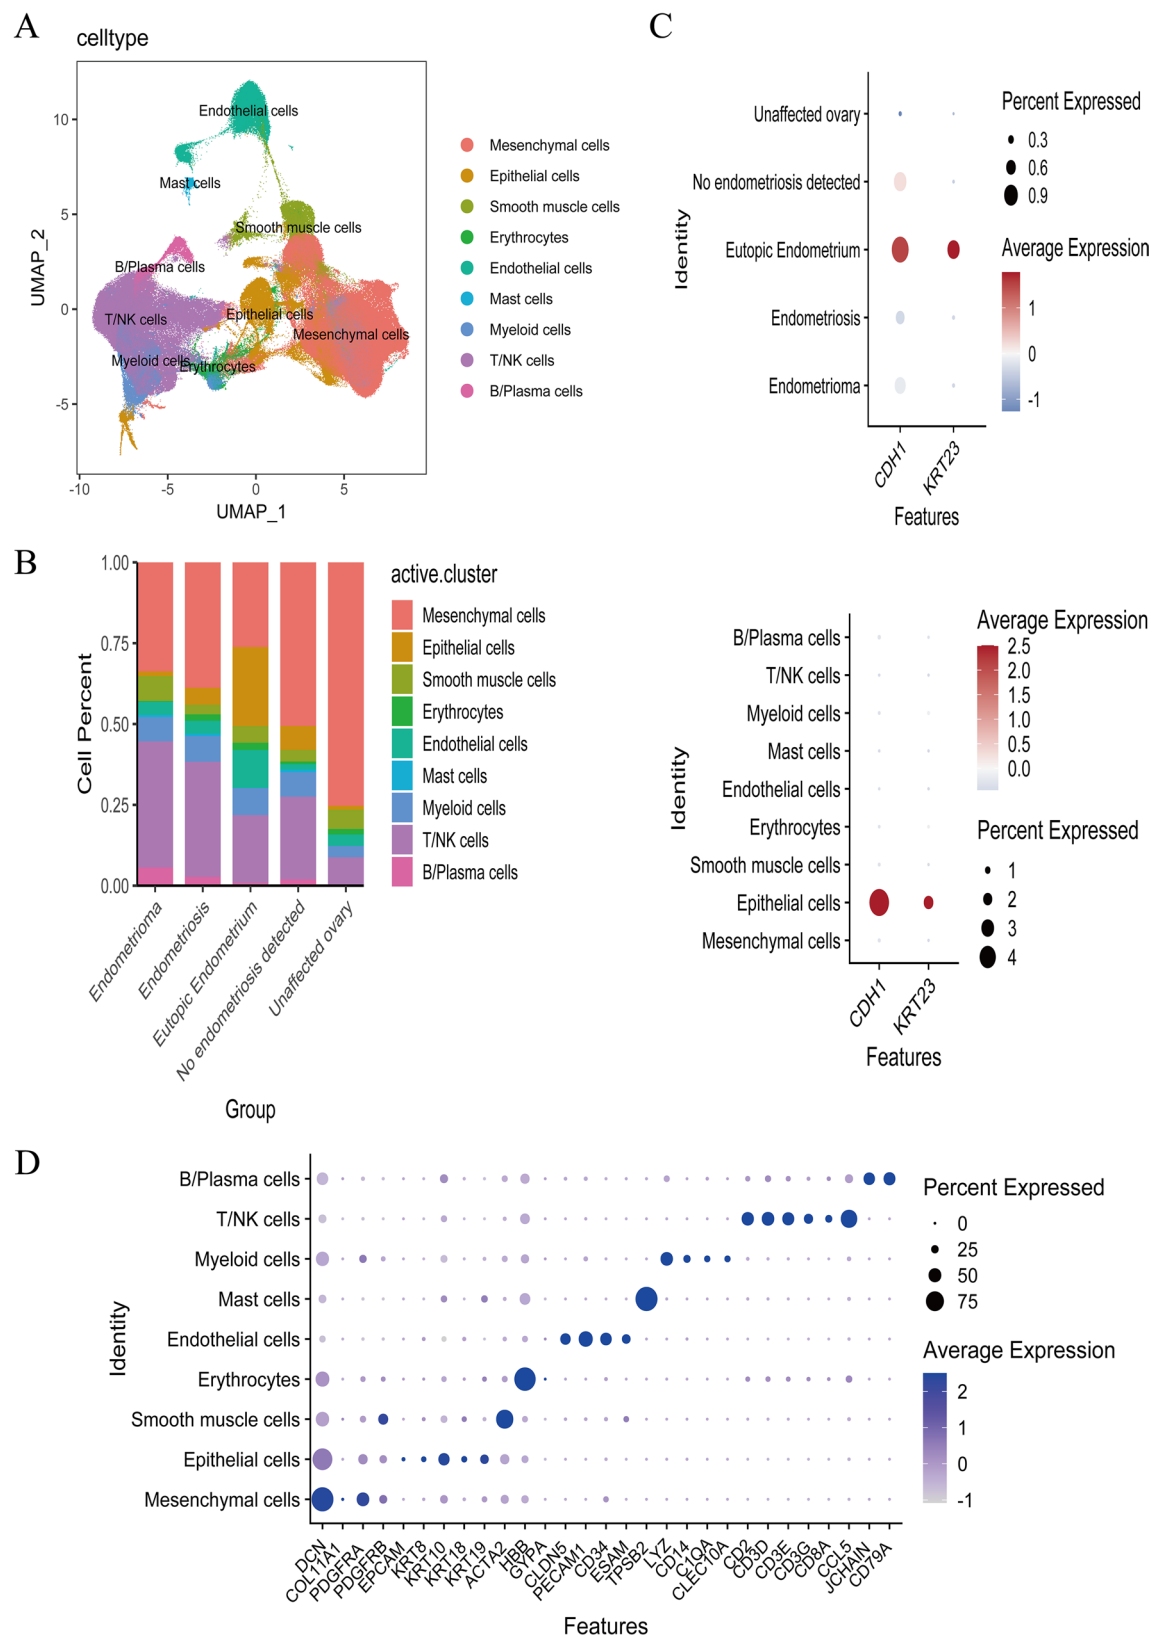 A
celltype
UMAP_2
10
5
0
-5
Endothelial cells
Mast cells
Smooth muscle cells
B/Plasma cells
T/NK cells
Epithelial cells
Mesenchymal cells
Myeloid cells
Erythrocytes
-10
-5
0
5
UMAP_1
Mesenchymal cells
Epithelial cells
Smooth muscle cells
Erythrocytes
Endothelial cells
Mast cells
Myeloid cells
T/NK cells
B/Plasma cells
C
Identity
Unaffected ovary
No endometriosis detected
Eutopic Endometrium
Endometriosis
Endometrioma
CDH1
KRT23
Features
Percent Expressed
0.3
0.6
0.9
Average Expression
1
0
-1
B
Cell Percent
1.00
0.75
0.50
0.25
0.00
Endometrioma
Endometriosis
Eutopic Endometrium
No endometriosis detected
Unaffected ovary
Group
active.cluster
Mesenchymal cells
Epithelial cells
Smooth muscle cells
Erythrocytes
Endothelial cells
Mast cells
Myeloid cells
T/NK cells
B/Plasma cells
Identity
B/Plasma cells
T/NK cells
Myeloid cells
Mast cells
Endothelial cells
Erythrocytes
Smooth muscle cells
Epithelial cells
Mesenchymal cells
CDH1
KRT23
Features
Average Expression
2.5
2.0
1.5
1.0
0.5
0.0
Percent Expressed
1
2
3
4
D
Identity
B/Plasma cells
T/NK cells
Myeloid cells
Mast cells
Endothelial cells
Erythrocytes
Smooth muscle cells
Epithelial cells
Mesenchymal cells
DCN
COL11A1
PDGFRA
PDGFRB
EPCAM
KRT8
KRT10
KRT18
KRT19
ACTA2
HBB
GYPA
CLDN5
PECAM1
CD34
ESAM
TPSB2
LYZ
CD14
C1QA
CLEC10A
CD2
CD3D
CD3E
CD3G
CD8A
CCL5
JCHAIN
CD79A
Features
Percent Expressed
0
25
50
75
Average Expression
2
1
0
-1